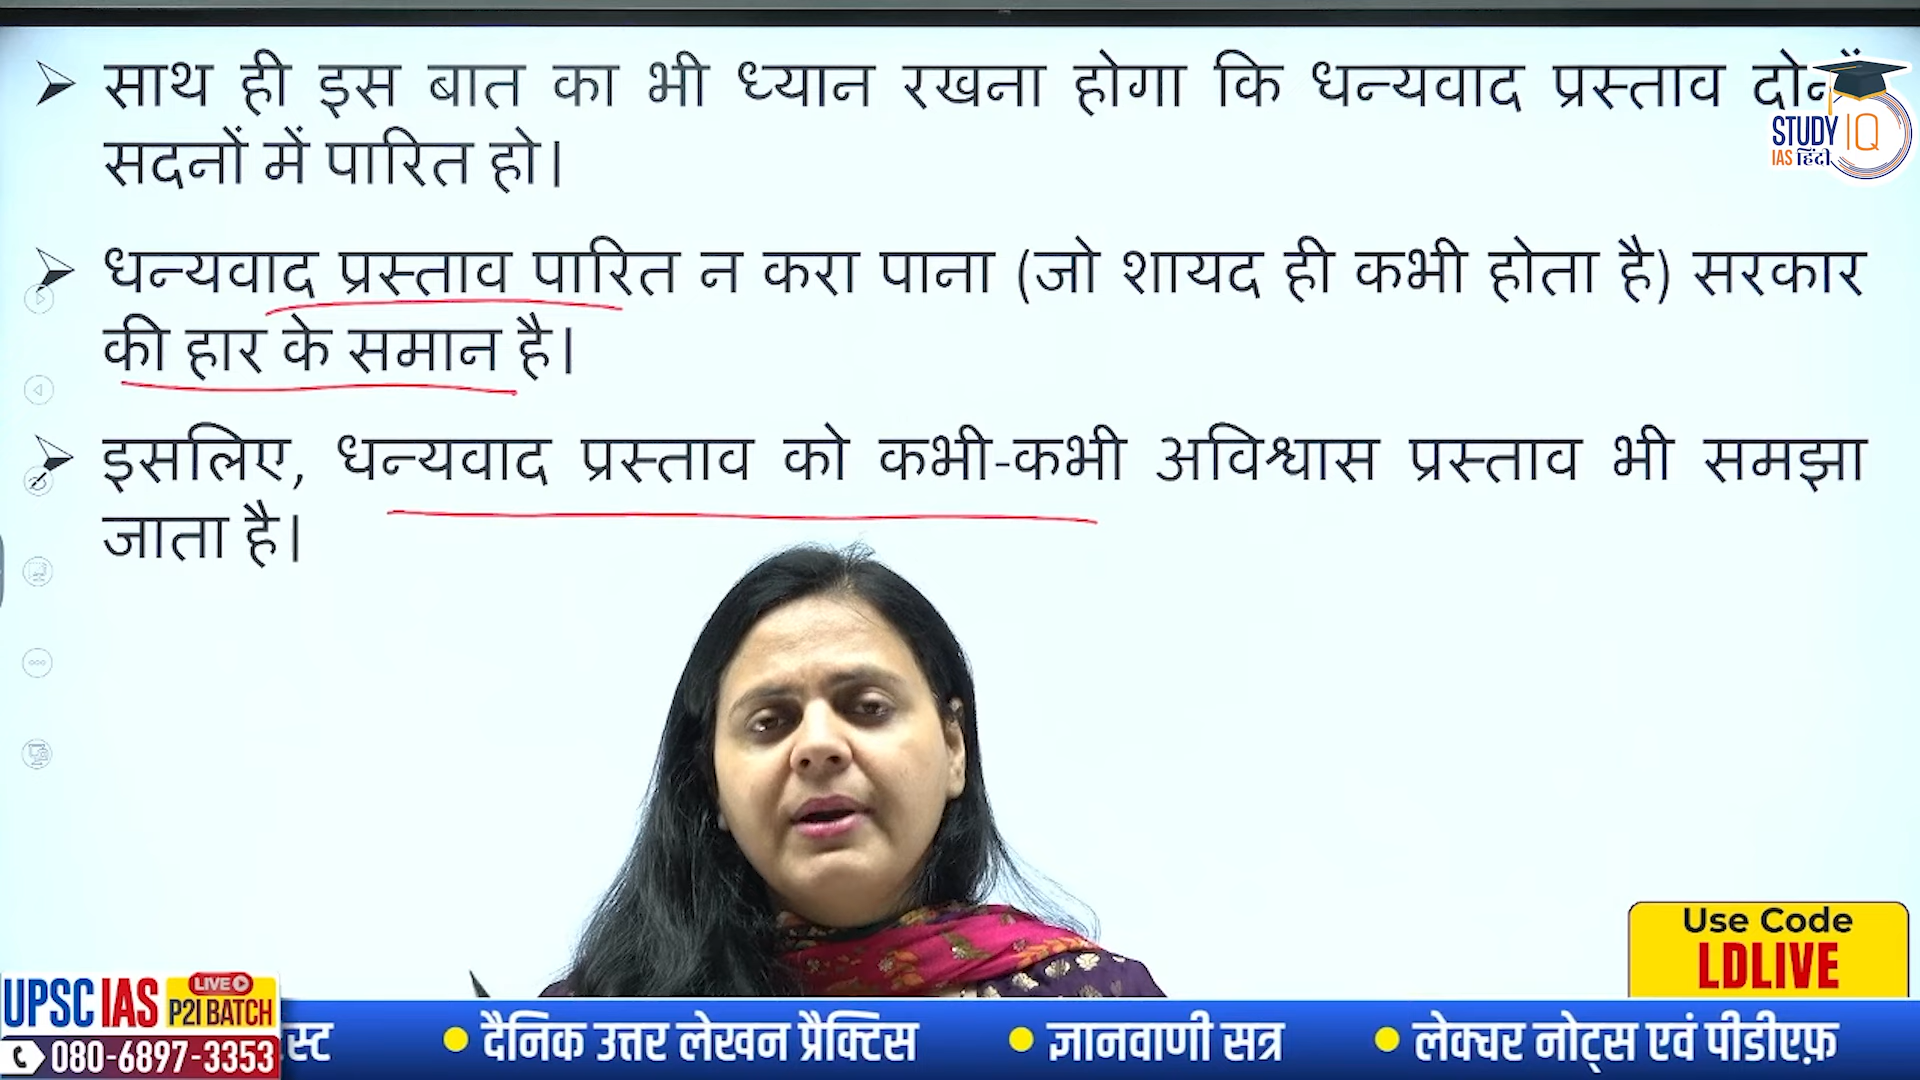 साथ ही इस बात का भी ध्यान रखना होगा कि धन्यवाद प्रस्ताव
सदनों में पारित हो।
धन्यवाद प्रस्ताव पारित न करा पाना (जो शायद ही कभी होता है) सरकार
की हार के समान है।
इसलिए, धन्यवाद प्रस्ताव को कभी-कभी अविश्वास प्रस्ताव भी समझा
जाता है।
STUDY IQ
IAS हिंदी
Use Code
LDLIVE
UPSC IAS LIVE P2I BATCH
080-6897-3353
• दैनिक उत्तर लेखन प्रैक्टिस • ज्ञानवाणी सत्र • लेक्चर नोट्स एवं पीडीएफ़